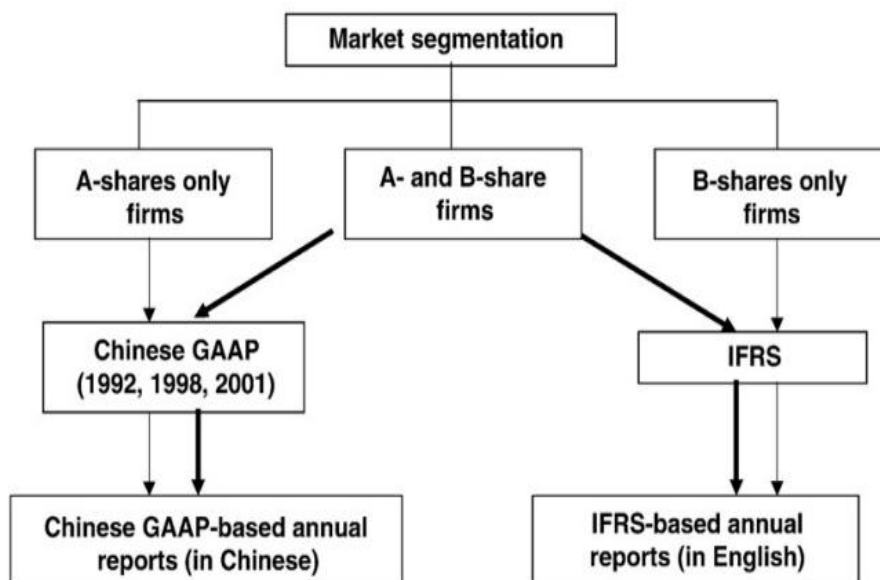 Market segmentation
A-shares only
firms
A- and B-share
firms
B-shares only
firms
Chinese GAAP
(1992, 1998, 2001)
IFRS
Chinese GAAP-based annual
reports (in Chinese)
IFRS-based annual
reports (in English)